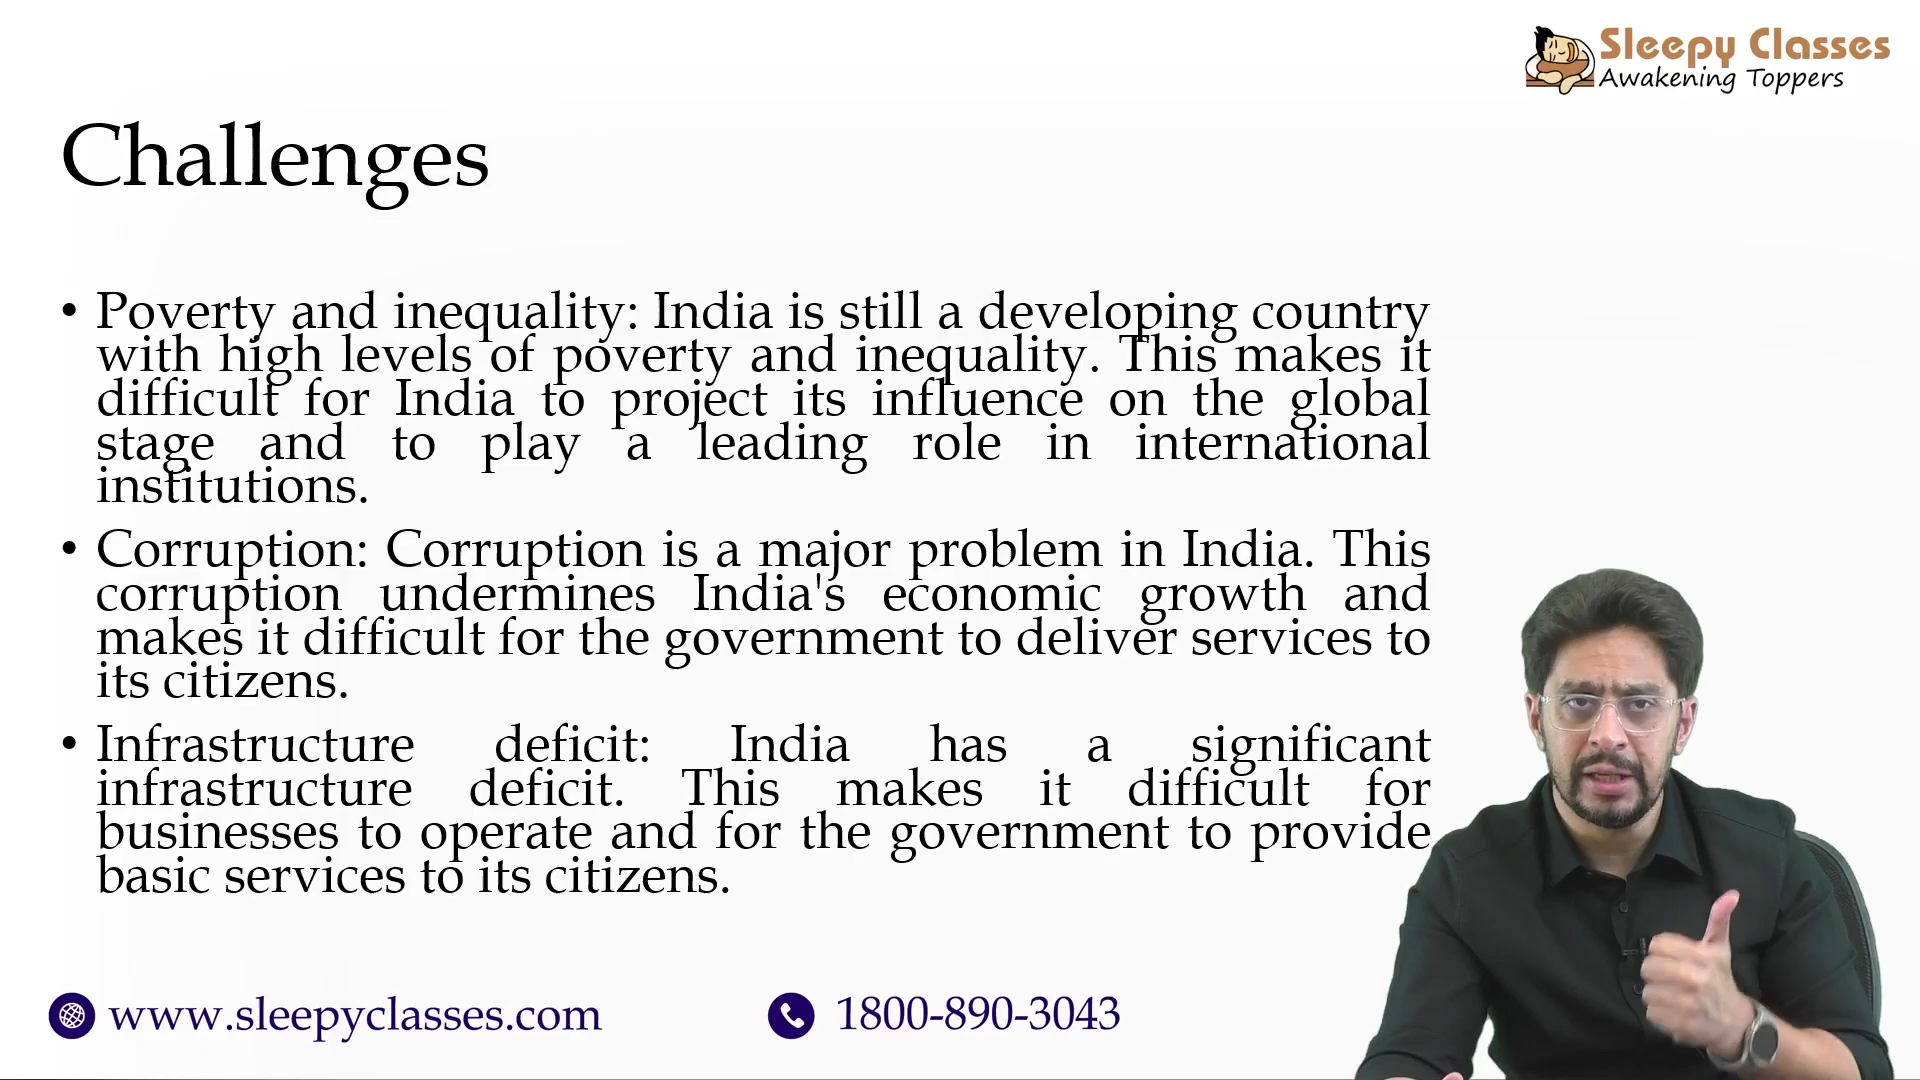 Sleepy Classes
Awakening Toppers
Challenges
• Poverty and inequality: India is still a developing country
with high levels of poverty and inequality. This makes it
difficult for India to project its influence on the global
stage and to play a leading role in international
institutions.
• Corruption: Corruption is a major problem in India. This
corruption undermines India's economic growth and
makes it difficult for the government to deliver services to
its citizens.
• Infrastructure deficit: India has a significant
infrastructure deficit. This makes it difficult for
businesses to operate and for the government to provide
basic services to its citizens.
www.sleepyclasses.com
1800-890-3043